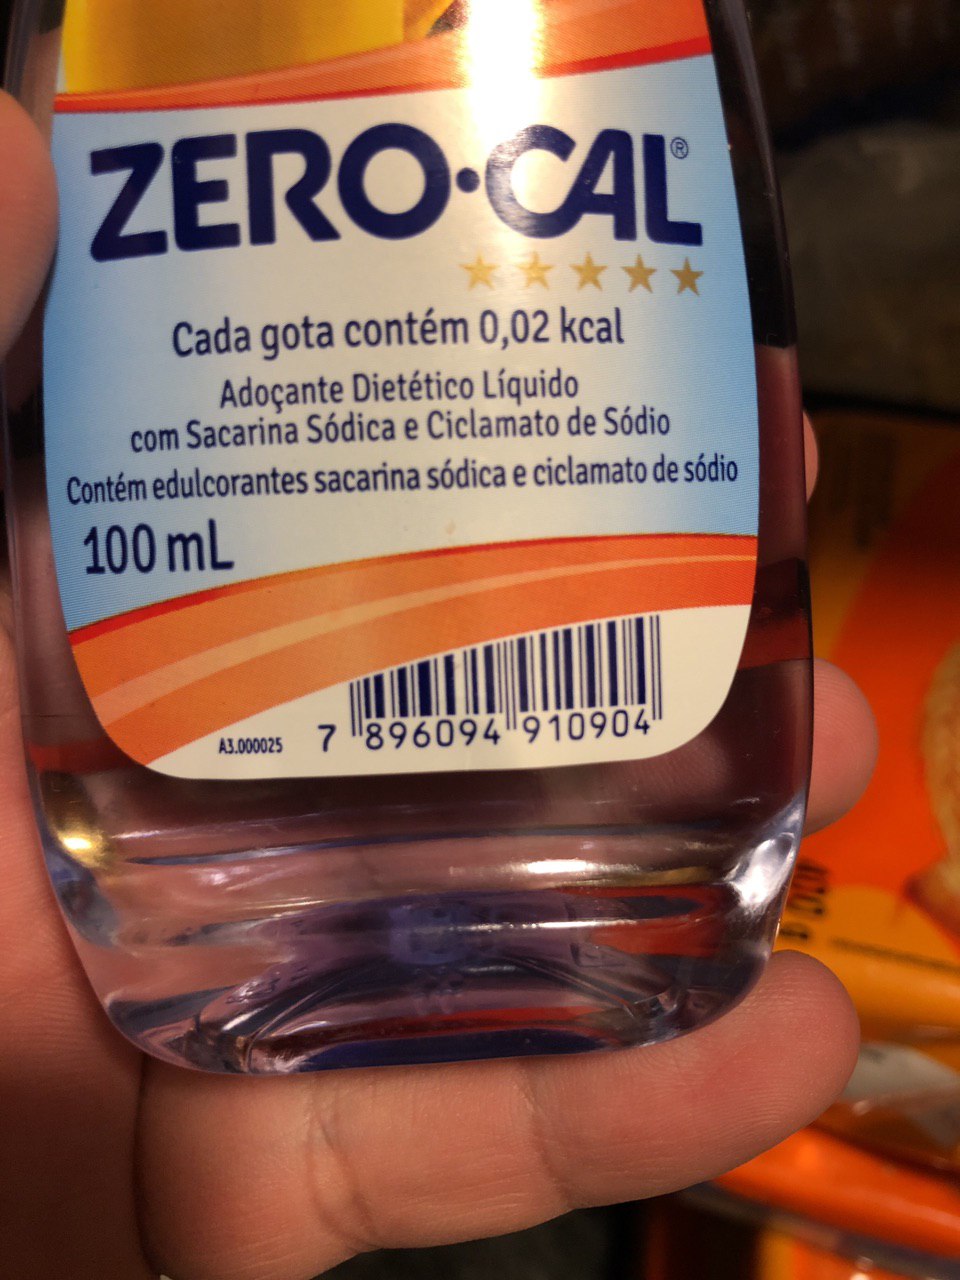 ZERO·CAL®
Cada gota contém 0,02 kcal
Adoçante Dietético Líquido
com Sacarina Sódica e Ciclamato de Sódio
Contém edulcorantes sacarina sódica e ciclamato de sódio
100 mL
A3.000025
7 896094 910904